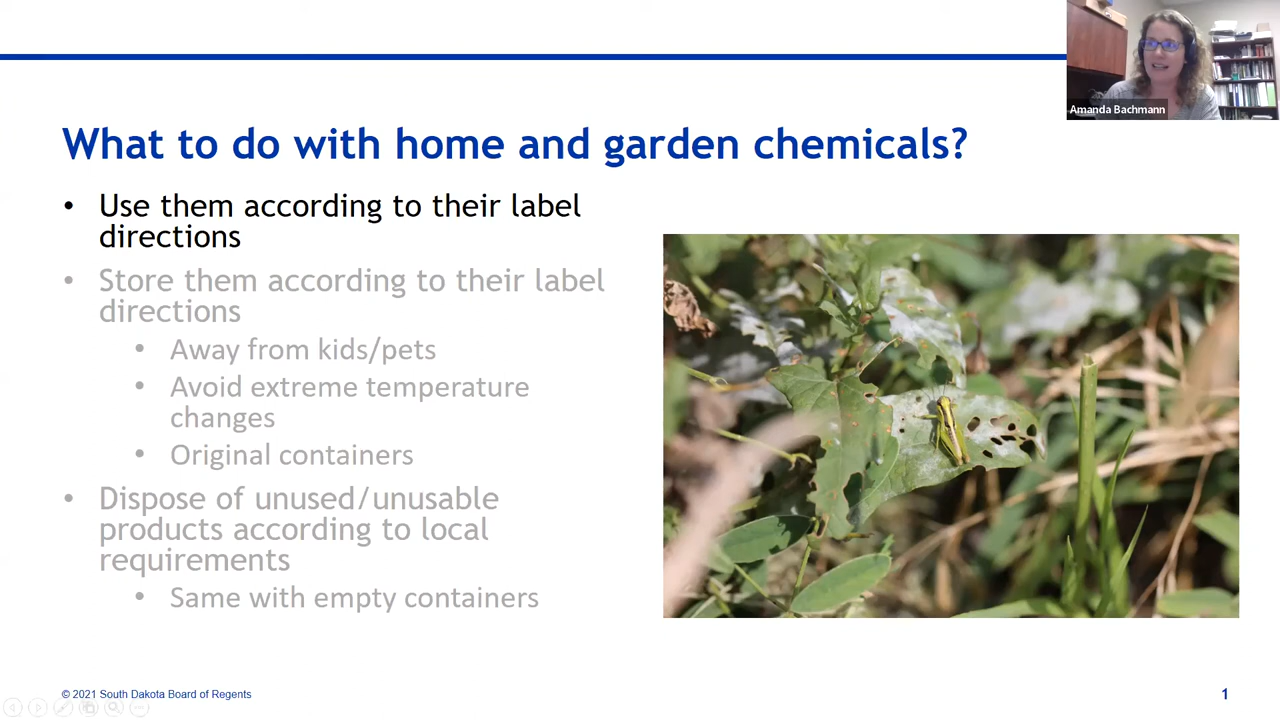 Amanda Bachmann
What to do with home and garden chemicals?
• Use them according to their label
directions
• Store them according to their label
directions
• Away from kids/pets
• Avoid extreme temperature
changes
• Original containers
• Dispose of unused/unusable
products according to local
requirements
• Same with empty containers
© 2021 South Dakota Board of Regents
1